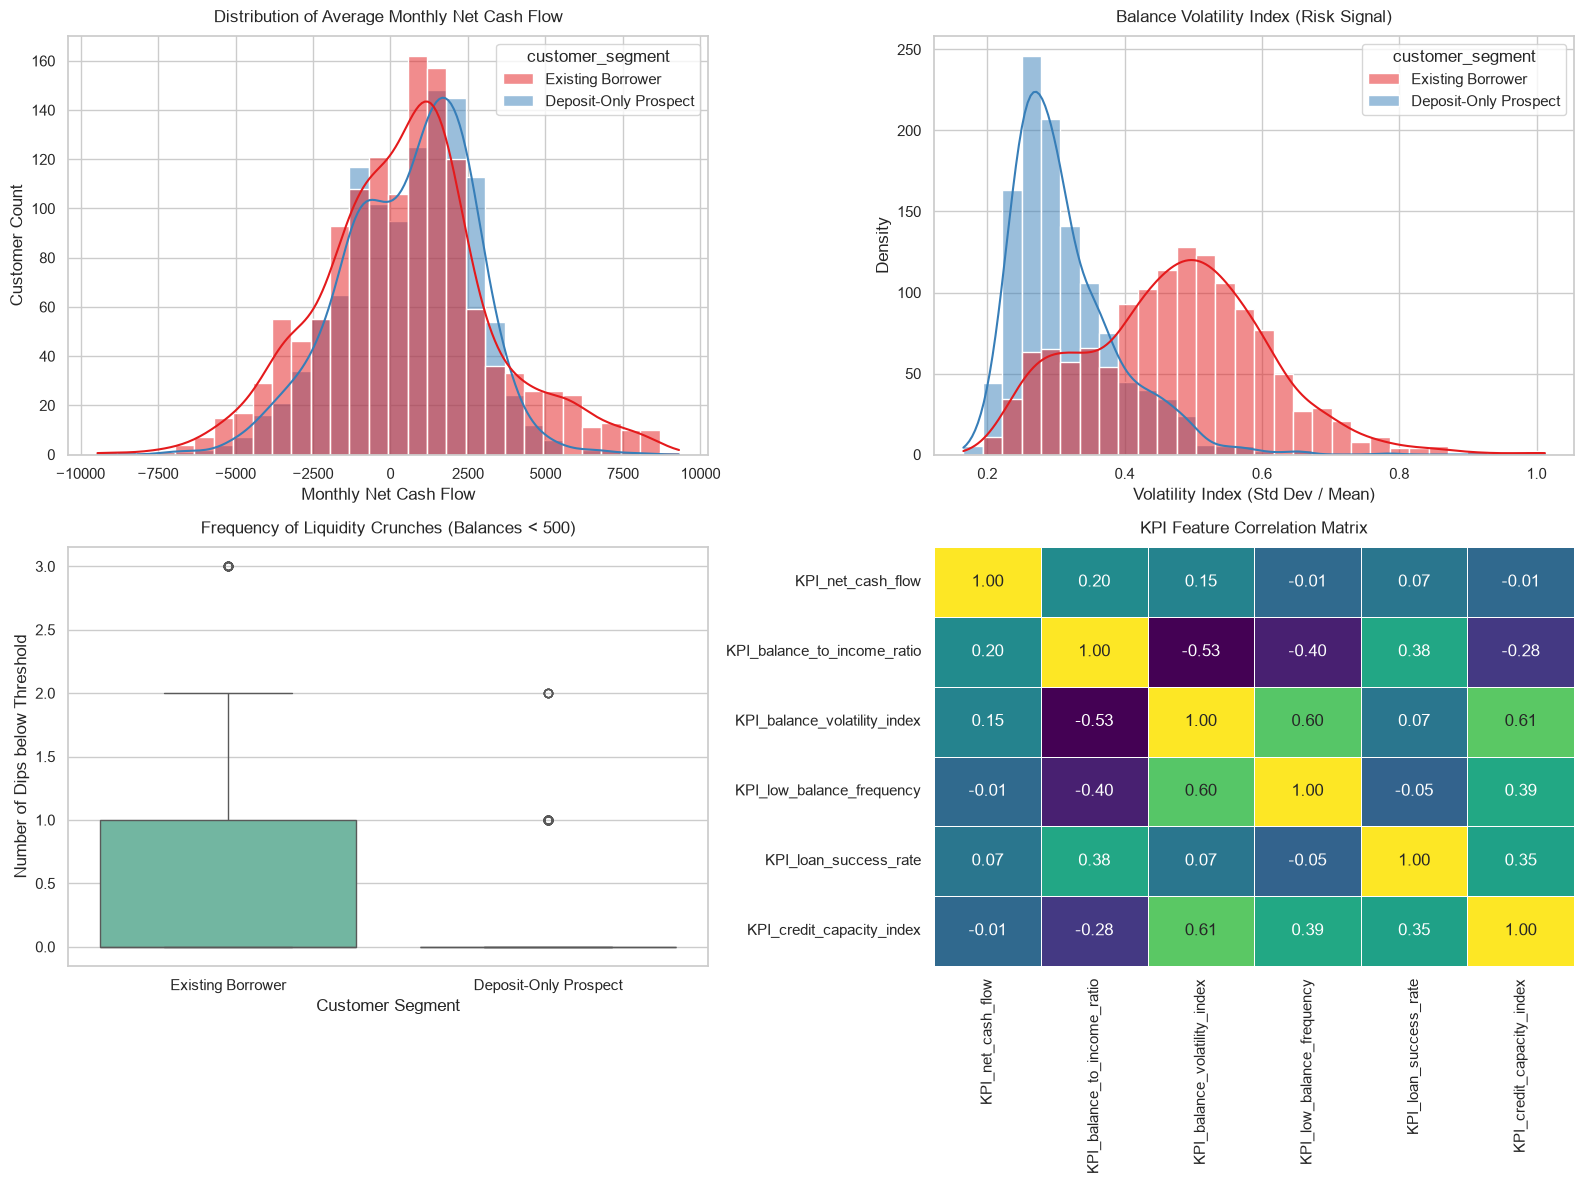 Distribution of Average Monthly Net Cash Flow
customer_segment
Existing Borrower
Deposit-Only Prospect
Customer Count
160
140
120
100
80
60
40
20
0
−10000 −7500 −5000 −2500 0 2500 5000 7500 10000
Monthly Net Cash Flow
Balance Volatility Index (Risk Signal)
customer_segment
Existing Borrower
Deposit-Only Prospect
Density
250
200
150
100
50
0
0.2 0.4 0.6 0.8 1.0
Volatility Index (Std Dev / Mean)
Frequency of Liquidity Crunches (Balances < 500)
Number of Dips below Threshold
3.0
2.5
2.0
1.5
1.0
0.5
0.0
Existing Borrower Deposit-Only Prospect
Customer Segment
KPI Feature Correlation Matrix
KPI_net_cash_flow 1.00 0.20 0.15 -0.01 0.07 -0.01
KPI_balance_to_income_ratio 0.20 1.00 -0.53 -0.40 0.38 -0.28
KPI_balance_volatility_index 0.15 -0.53 1.00 0.60 0.07 0.61
KPI_low_balance_frequency -0.01 -0.40 0.60 1.00 -0.05 0.39
KPI_loan_success_rate 0.07 0.38 0.07 -0.05 1.00 0.35
KPI_credit_capacity_index -0.01 -0.28 0.61 0.39 0.35 1.00
KPI_net_cash_flow
KPI_balance_to_income_ratio
KPI_balance_volatility_index
KPI_low_balance_frequency
KPI_loan_success_rate
KPI_credit_capacity_index